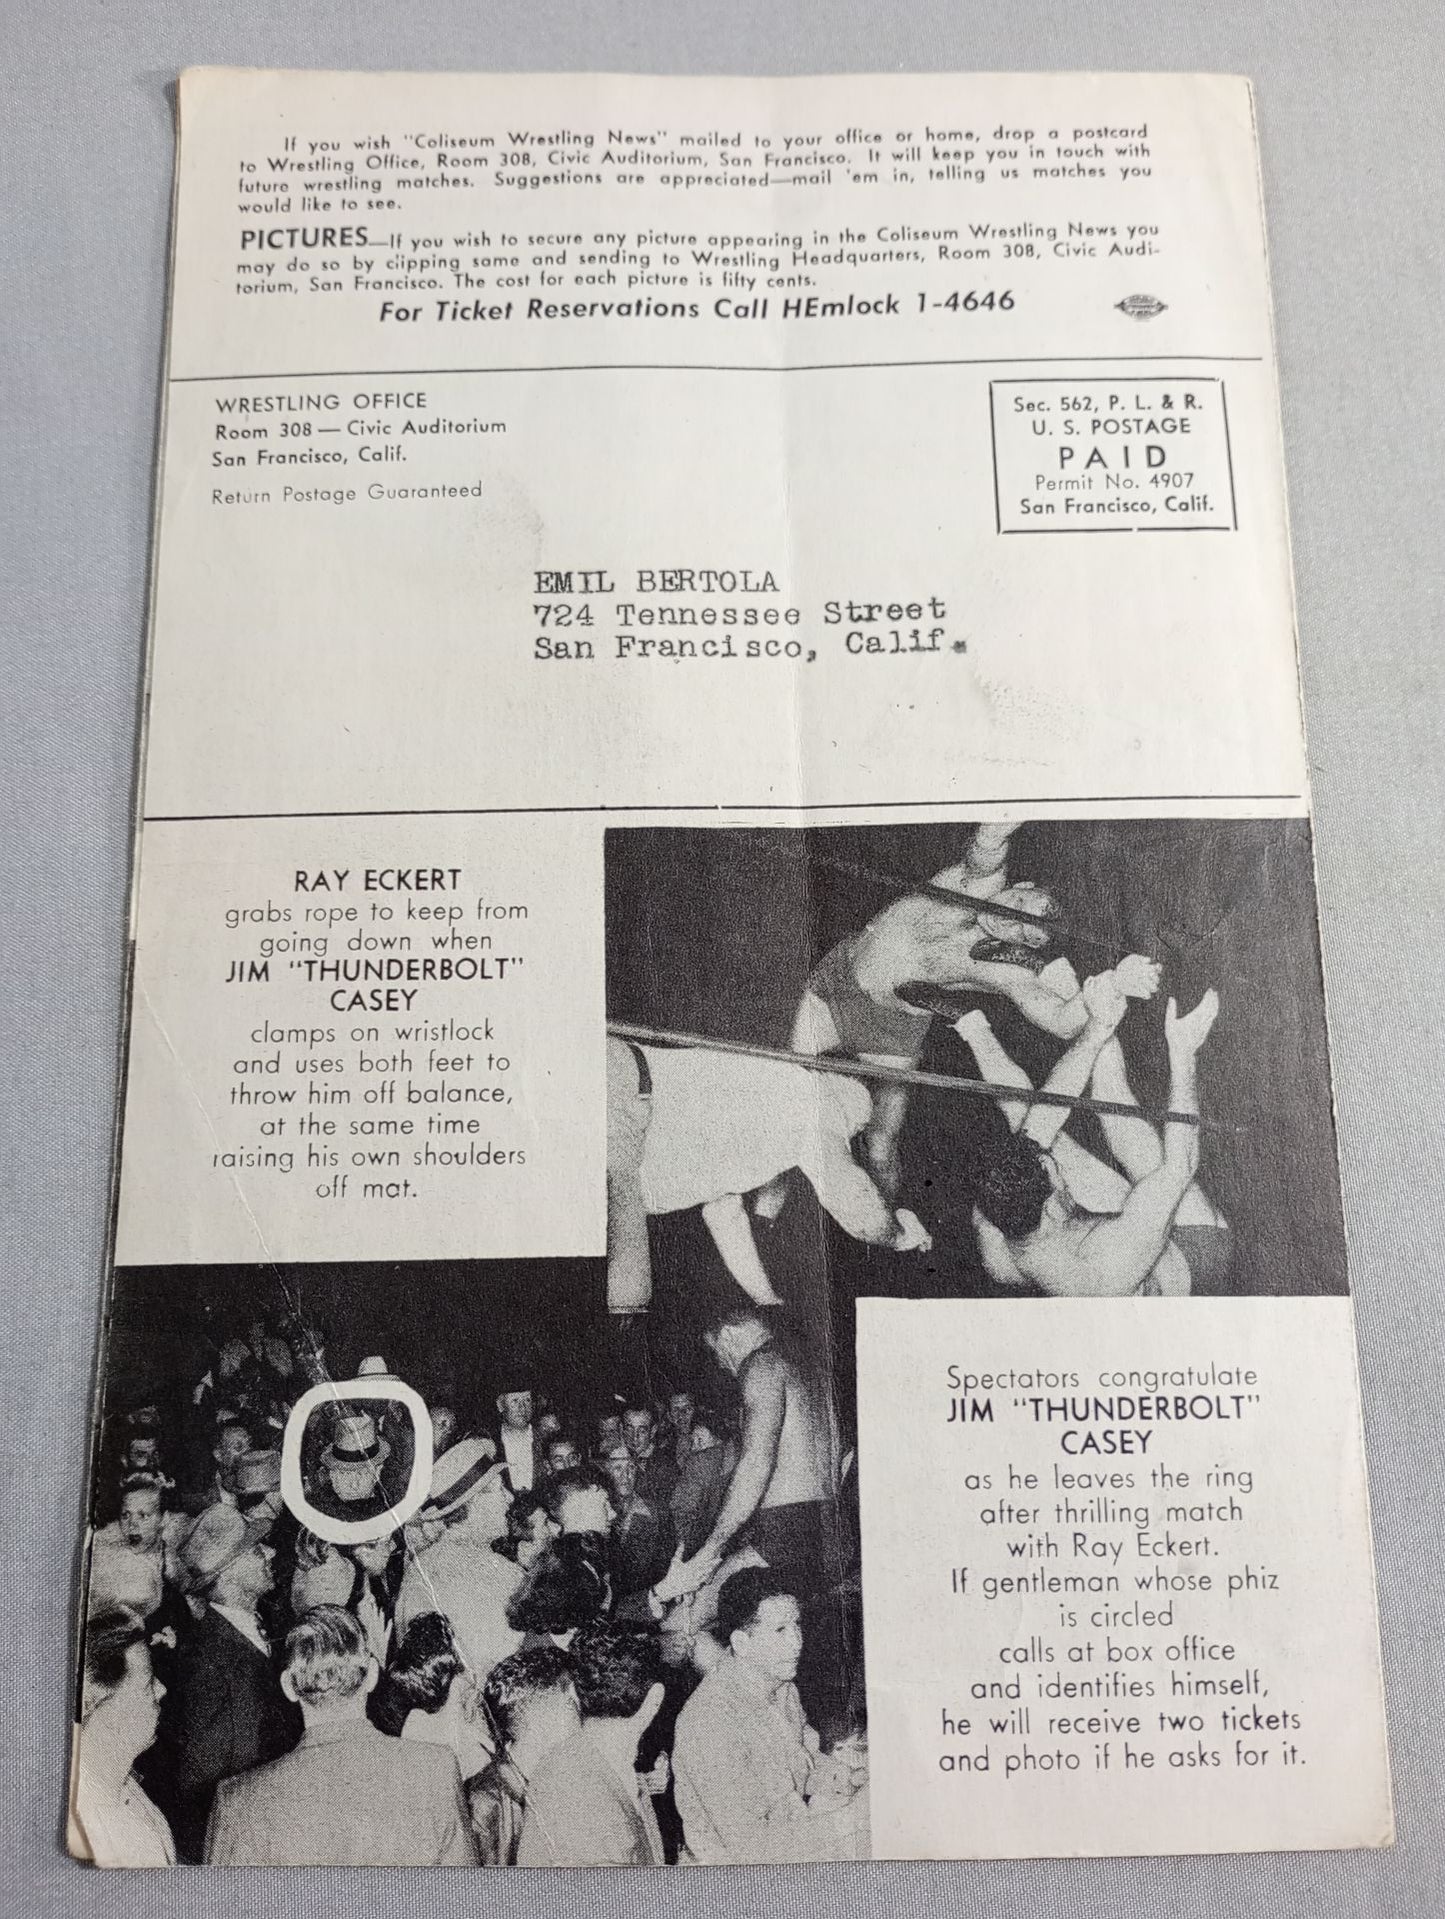 If you wish "Coliseum Wrestling News" mailed to your office or home, drop a postcard
to Wrestling Office, Room 308, Civic Auditorium, San Francisco. It will keep you in touch with
future wrestling matches. Suggestions are appreciated—mail 'em in, telling us matches you
would like to see.
PICTURES—If you wish to secure any picture appearing in the Coliseum Wrestling News you
may do so by clipping same and sending to Wrestling Headquarters, Room 308, Civic Audi-
torium, San Francisco. The cost for each picture is fifty cents.
For Ticket Reservations Call HEmlock 1-4646
WRESTLING OFFICE
Room 308 — Civic Auditorium
San Francisco, Calif.
Return Postage Guaranteed
Sec. 562, P. L. & R.
U. S. POSTAGE
PAID
Permit No. 4907
San Francisco, Calif.
EMIL BERTOLA
724 Tennessee Street
San Francisco, Calif.
RAY ECKERT
grabs rope to keep from
going down when
JIM "THUNDERBOLT"
CASEY
clamps on wristlock
and uses both feet to
throw him off balance,
at the same time
raising his own shoulders
off mat.
Spectators congratulate
JIM "THUNDERBOLT"
CASEY
as he leaves the ring
after thrilling match
with Ray Eckert.
If gentleman whose phiz
is circled
calls at box office
and identifies himself,
he will receive two tickets
and photo if he asks for it.